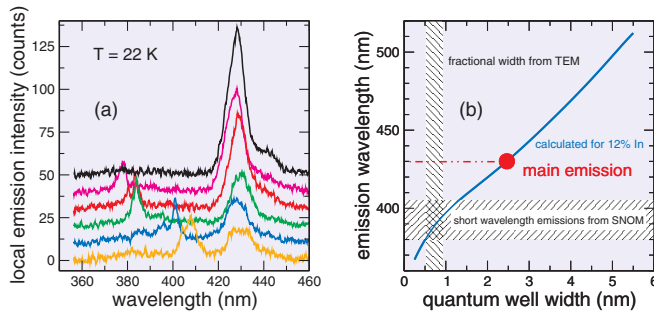 125
100
75
50
25
0
local emission intensity (counts)
T = 22 K
(a)
360
380
400
420
440
460
wavelength (nm)
500
450
400
emission wavelength (nm)
fractional width from TEM
(b)
calculated for 12% In
main emission
short wavelength emissions from SNOM
0
1
2
3
4
5
6
quantum well width (nm)